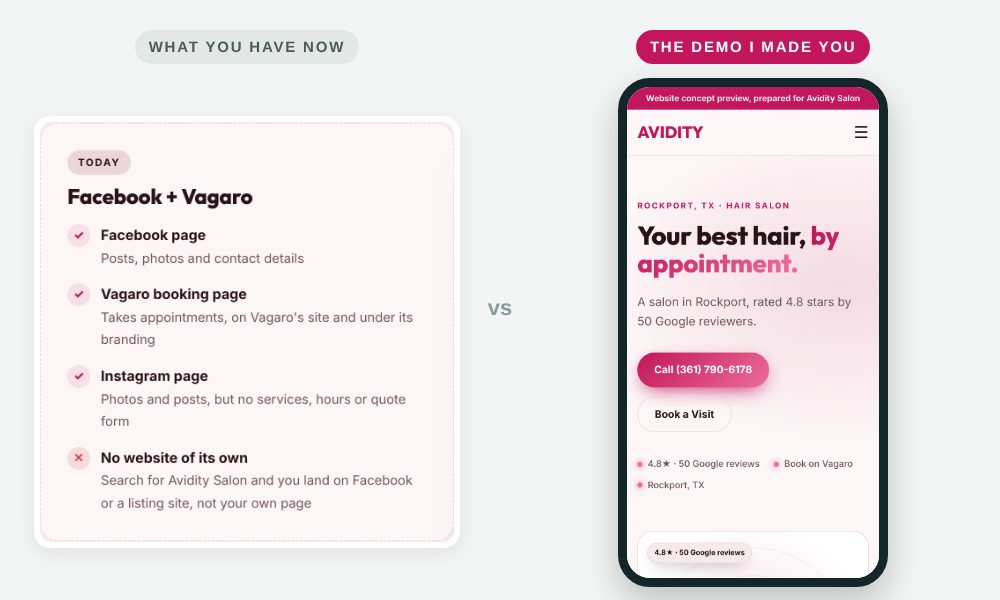 WHAT YOU HAVE NOW
TODAY
Facebook + Vagaro
✓ Facebook page
Posts, photos and contact details
✓ Vagaro booking page
Takes appointments, on Vagaro's site and under its
branding
✓ Instagram page
Photos and posts, but no services, hours or quote
form
✕ No website of its own
Search for Avidity Salon and you land on Facebook
or a listing site, not your own page
vs
THE DEMO I MADE YOU
Website concept preview, prepared for Avidity Salon
AVIDITY ☰
ROCKPORT, TX · HAIR SALON
Your best hair, by
appointment.
A salon in Rockport, rated 4.8 stars by
50 Google reviewers.
Call (361) 790-6178
Book a Visit
4.8★ · 50 Google reviews Book on Vagaro
Rockport, TX
4.8★ · 50 Google reviews